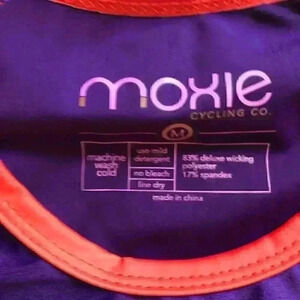 moxie
CYCLING CO.
M
machine
wash
cold
use mild
detergent
no bleach
line dry
83% deluxe wicking
polyester
17% spandex
made in china